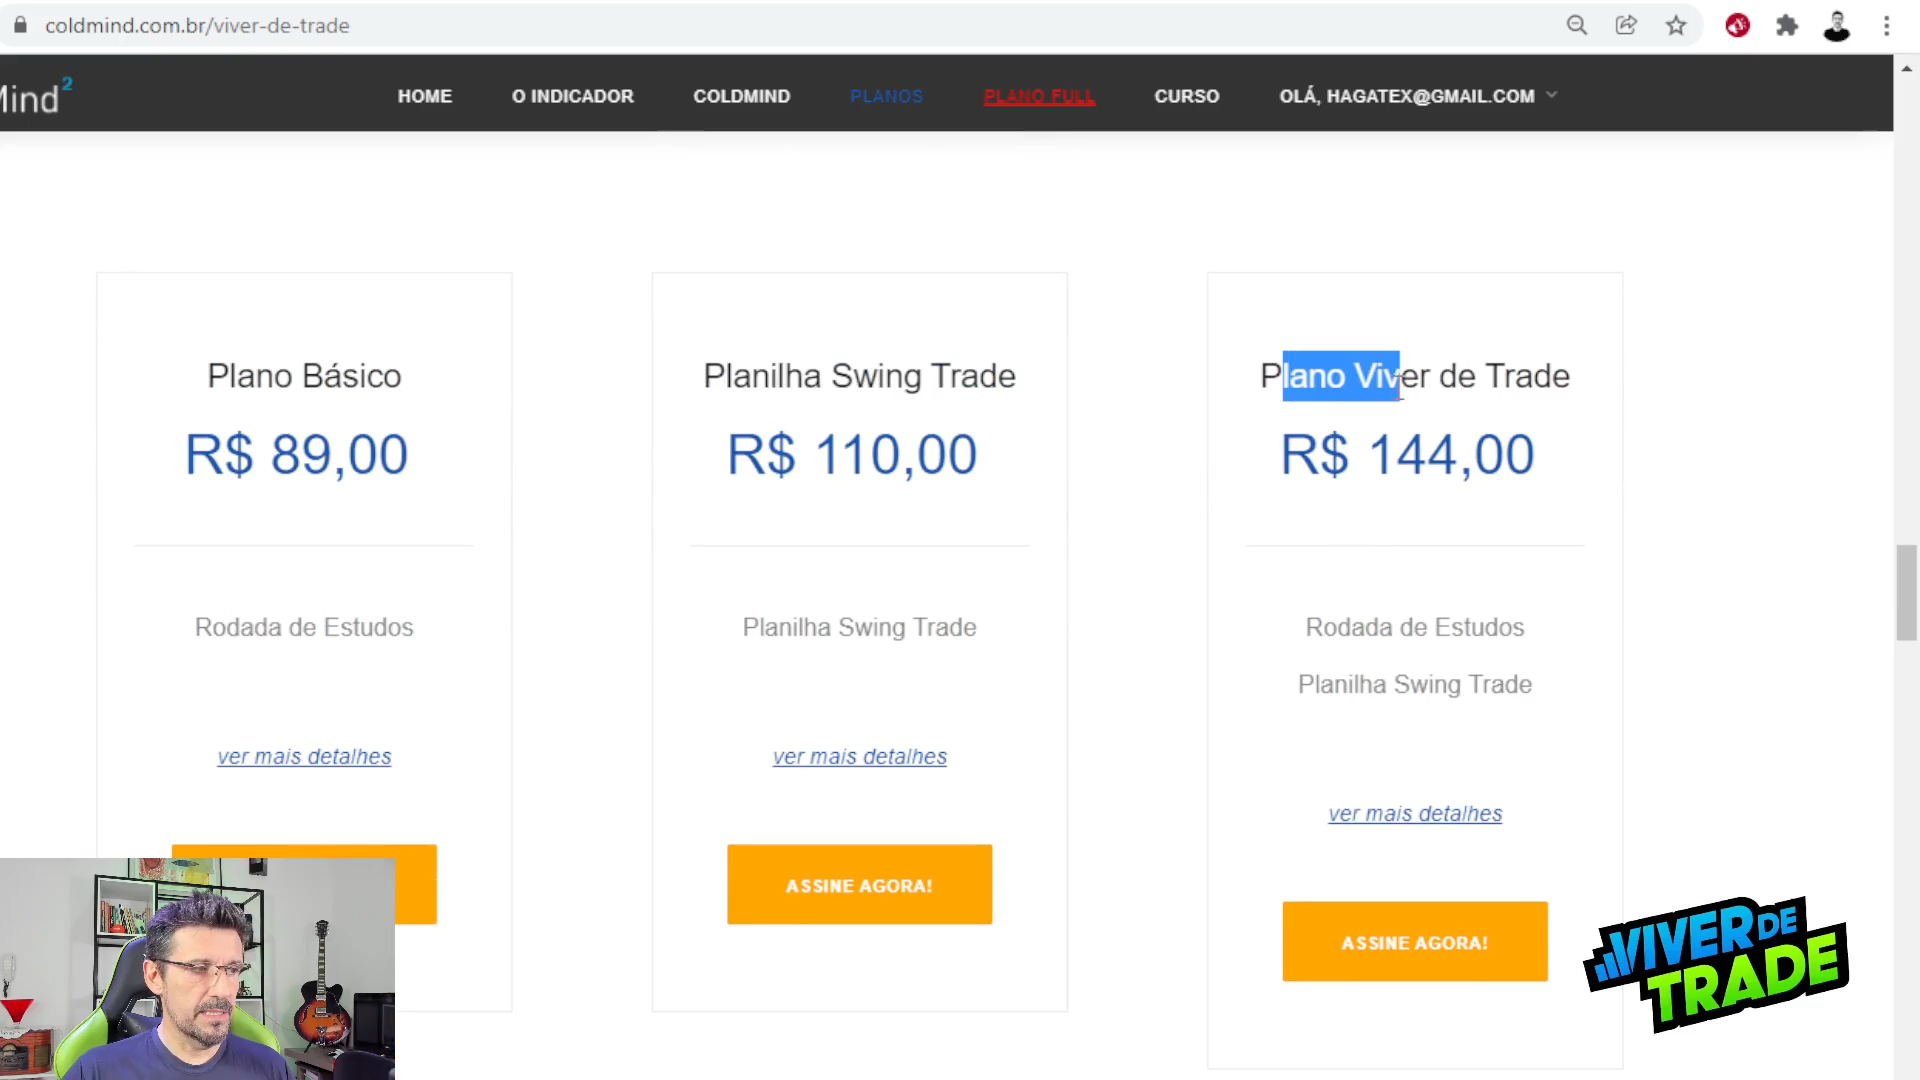 coldmind.com.br/viver-de-trade
Mind²
HOME
O INDICADOR
COLDMIND
PLANOS
PLANO FULL
CURSO
OLÁ, HAGATEX@GMAIL.COM
Plano Básico
R$ 89,00
Rodada de Estudos
ver mais detalhes
Planilha Swing Trade
R$ 110,00
Planilha Swing Trade
ver mais detalhes
ASSINE AGORA!
Plano Viver de Trade
R$ 144,00
Rodada de Estudos
Planilha Swing Trade
ver mais detalhes
ASSINE AGORA!
VIVER DE
TRADE